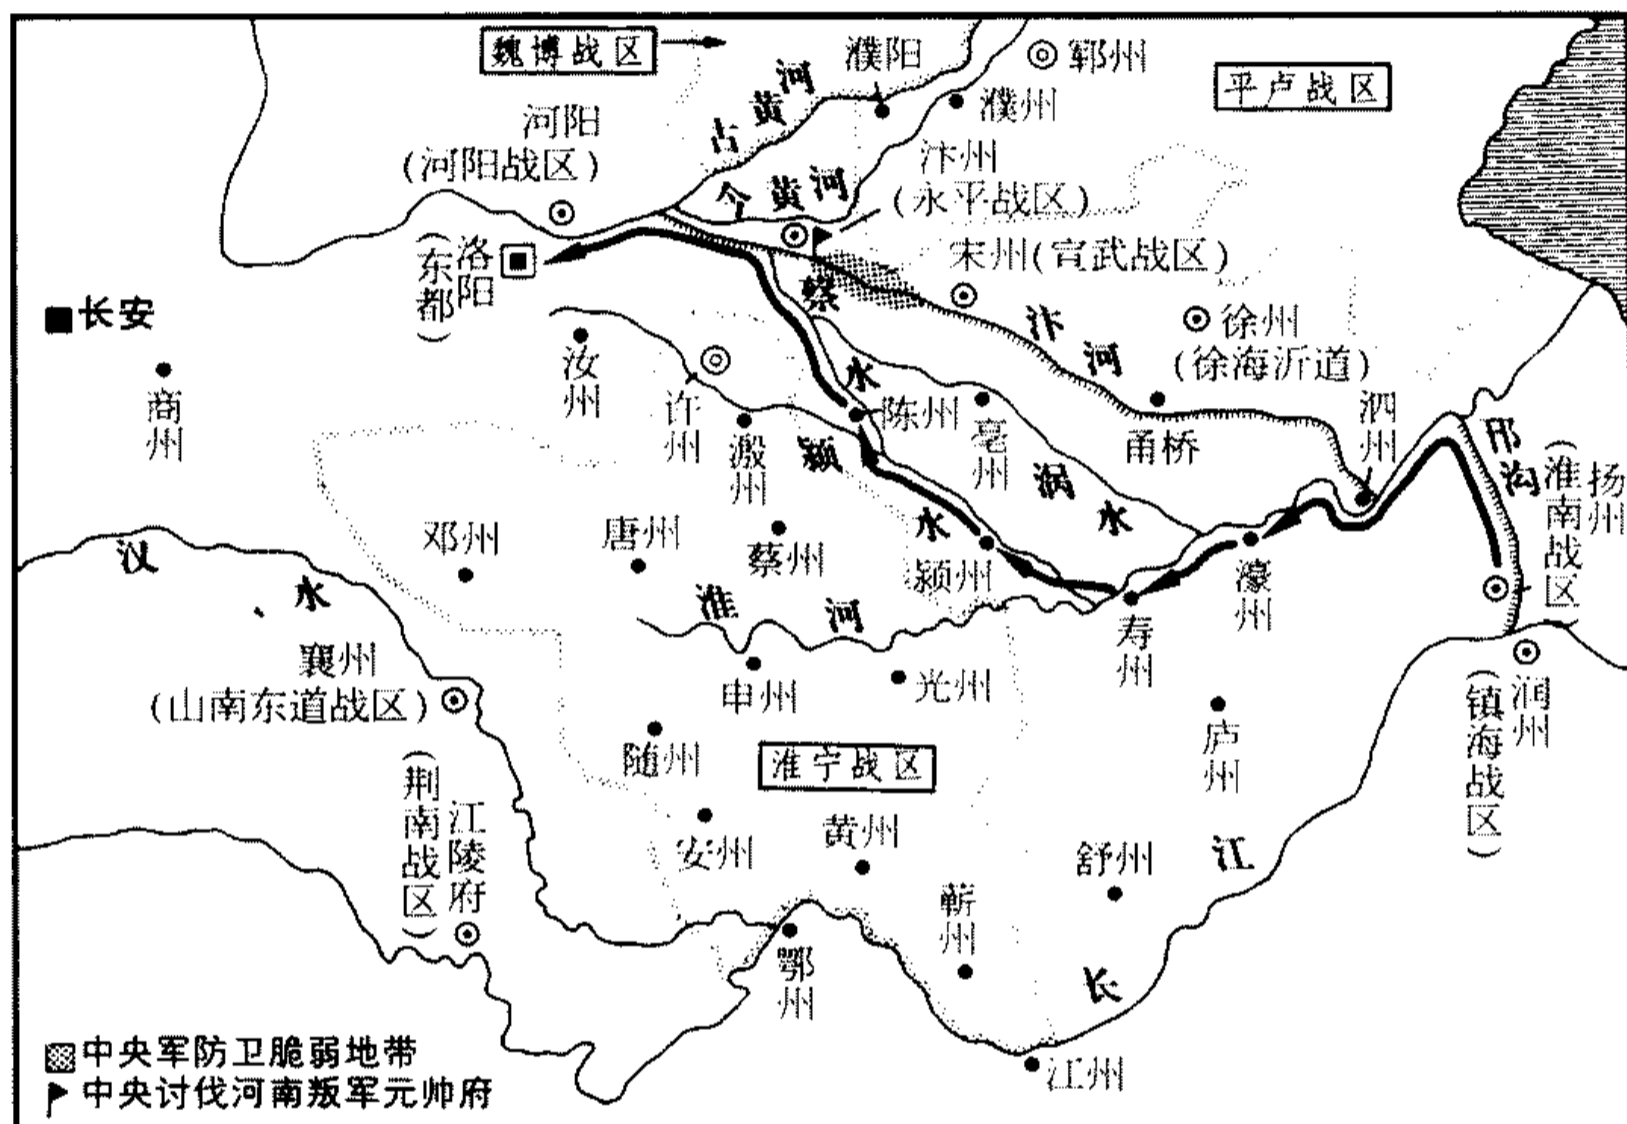 魏博战区
濮阳
郓州
平卢战区
古黄河
濮州
河阳
(河阳战区)
汴州
(永平战区)
今黄河
宋州(宣武战区)
洛阳
(东都)
长安
蔡水
汴河
徐州
(徐海沂道)
商州
汝州
许州
溵州
陈州
亳州
甬桥
泗州
邗沟
扬州
(淮南战区)
颍水
涡水
汉水
邓州
唐州
蔡州
颍州
濠州
淮河
寿州
襄州
(山南东道战区)
申州
光州
润州
(镇海战区)
随州
淮宁战区
庐州
江陵府
(荆南战区)
安州
黄州
舒州
长江
蕲州
鄂州
江州
中央军防卫脆弱地带
中央讨伐河南叛军元帅府